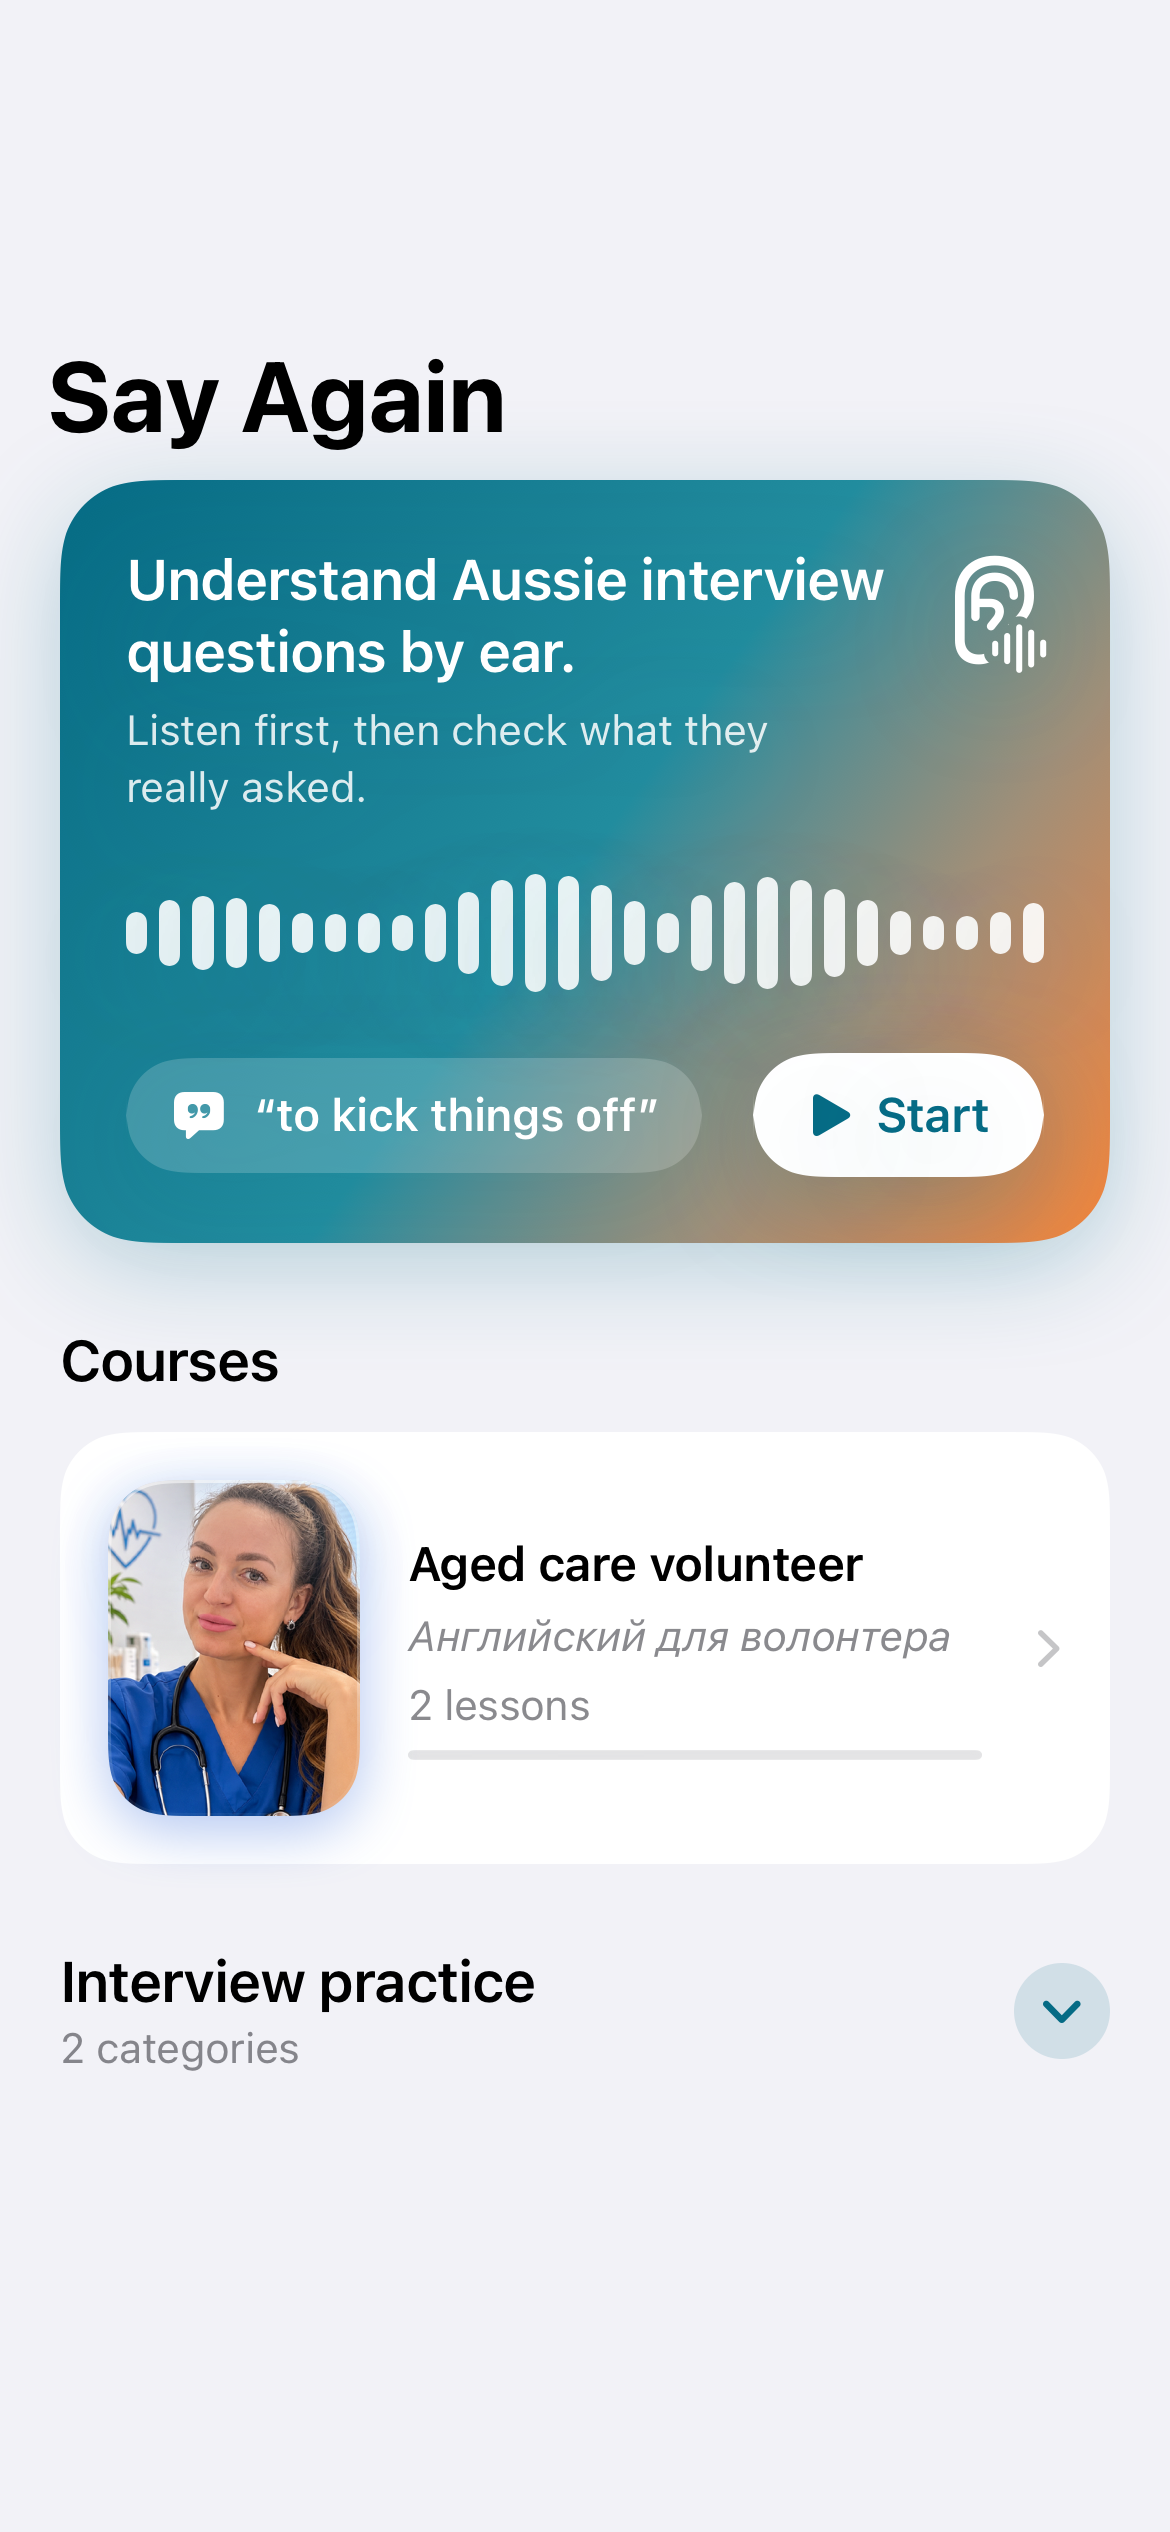 Say Again
Understand Aussie interview
questions by ear.
Listen first, then check what they
really asked.
“to kick things off”
Start
Courses
Aged care volunteer
Английский для волонтера
2 lessons
Interview practice
2 categories